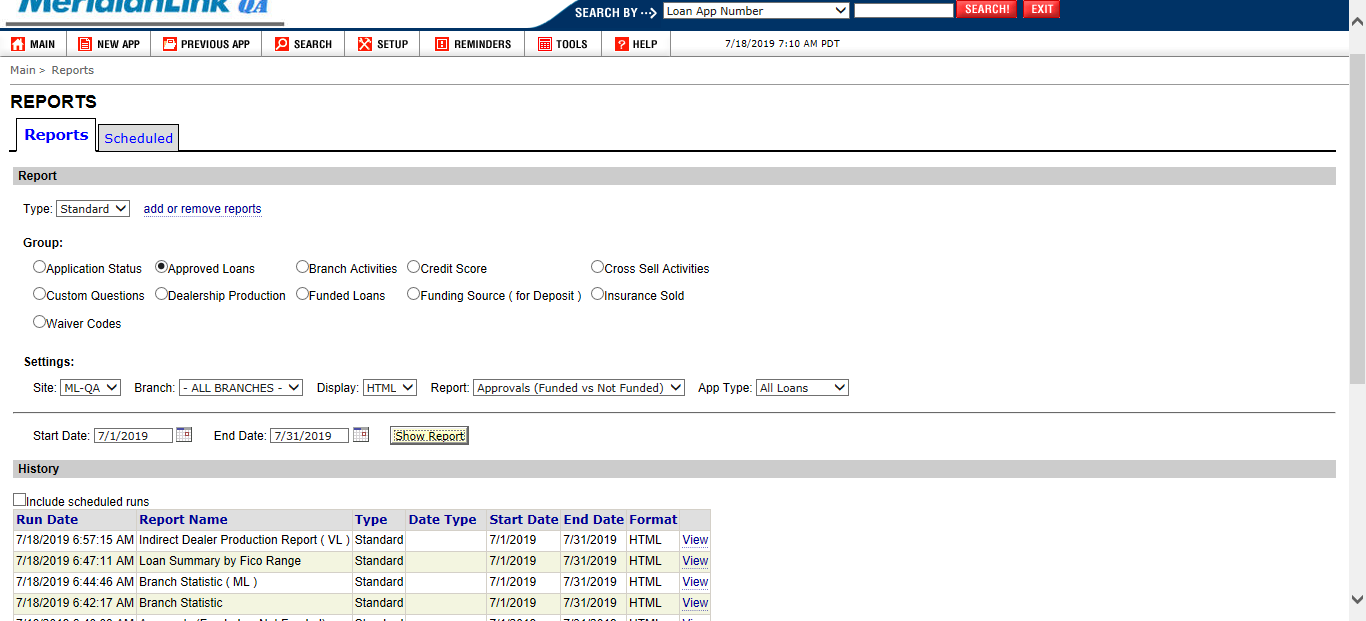 MeridianLink QA
SEARCH BY ··> Loan App Number SEARCH! EXIT
MAIN NEW APP PREVIOUS APP SEARCH SETUP REMINDERS TOOLS HELP 7/18/2019 7:10 AM PDT
Main > Reports
REPORTS
Reports Scheduled
Report
Type: Standard add or remove reports
Group:
Application Status Approved Loans Branch Activities Credit Score Cross Sell Activities
Custom Questions Dealership Production Funded Loans Funding Source ( for Deposit ) Insurance Sold
Waiver Codes
Settings:
Site: ML-QA Branch: - ALL BRANCHES - Display: HTML Report: Approvals (Funded vs Not Funded) App Type: All Loans
Start Date: 7/1/2019 End Date: 7/31/2019 Show Report
History
Include scheduled runs
Run Date Report Name Type Date Type Start Date End Date Format
7/18/2019 6:57:15 AM Indirect Dealer Production Report ( VL ) Standard 7/1/2019 7/31/2019 HTML View
7/18/2019 6:47:11 AM Loan Summary by Fico Range Standard 7/1/2019 7/31/2019 HTML View
7/18/2019 6:44:46 AM Branch Statistic ( ML ) Standard 7/1/2019 7/31/2019 HTML View
7/18/2019 6:42:17 AM Branch Statistic Standard 7/1/2019 7/31/2019 HTML View